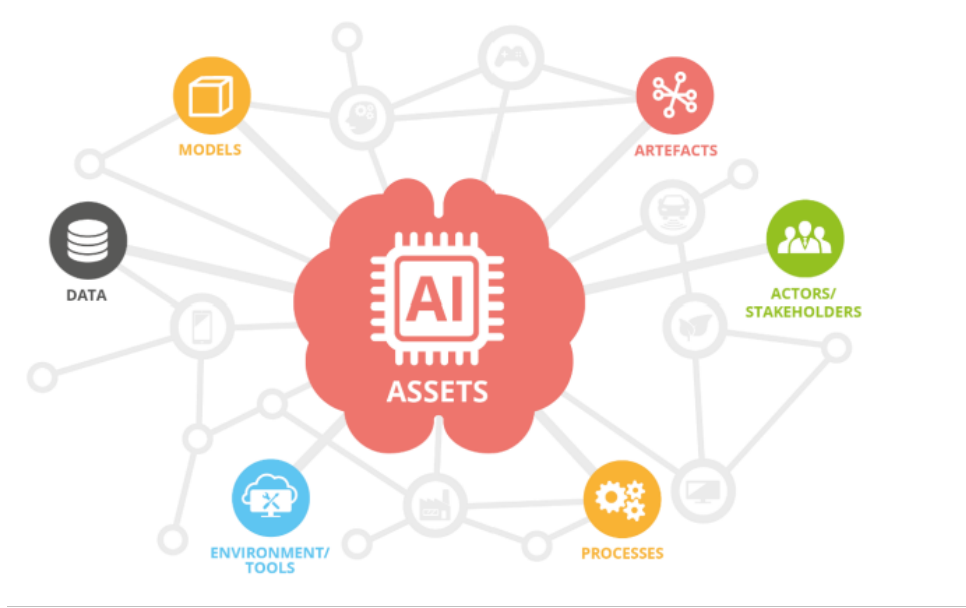 MODELS
ARTEFACTS
DATA
AI
ASSETS
ACTORS/
STAKEHOLDERS
ENVIRONMENT/
TOOLS
PROCESSES